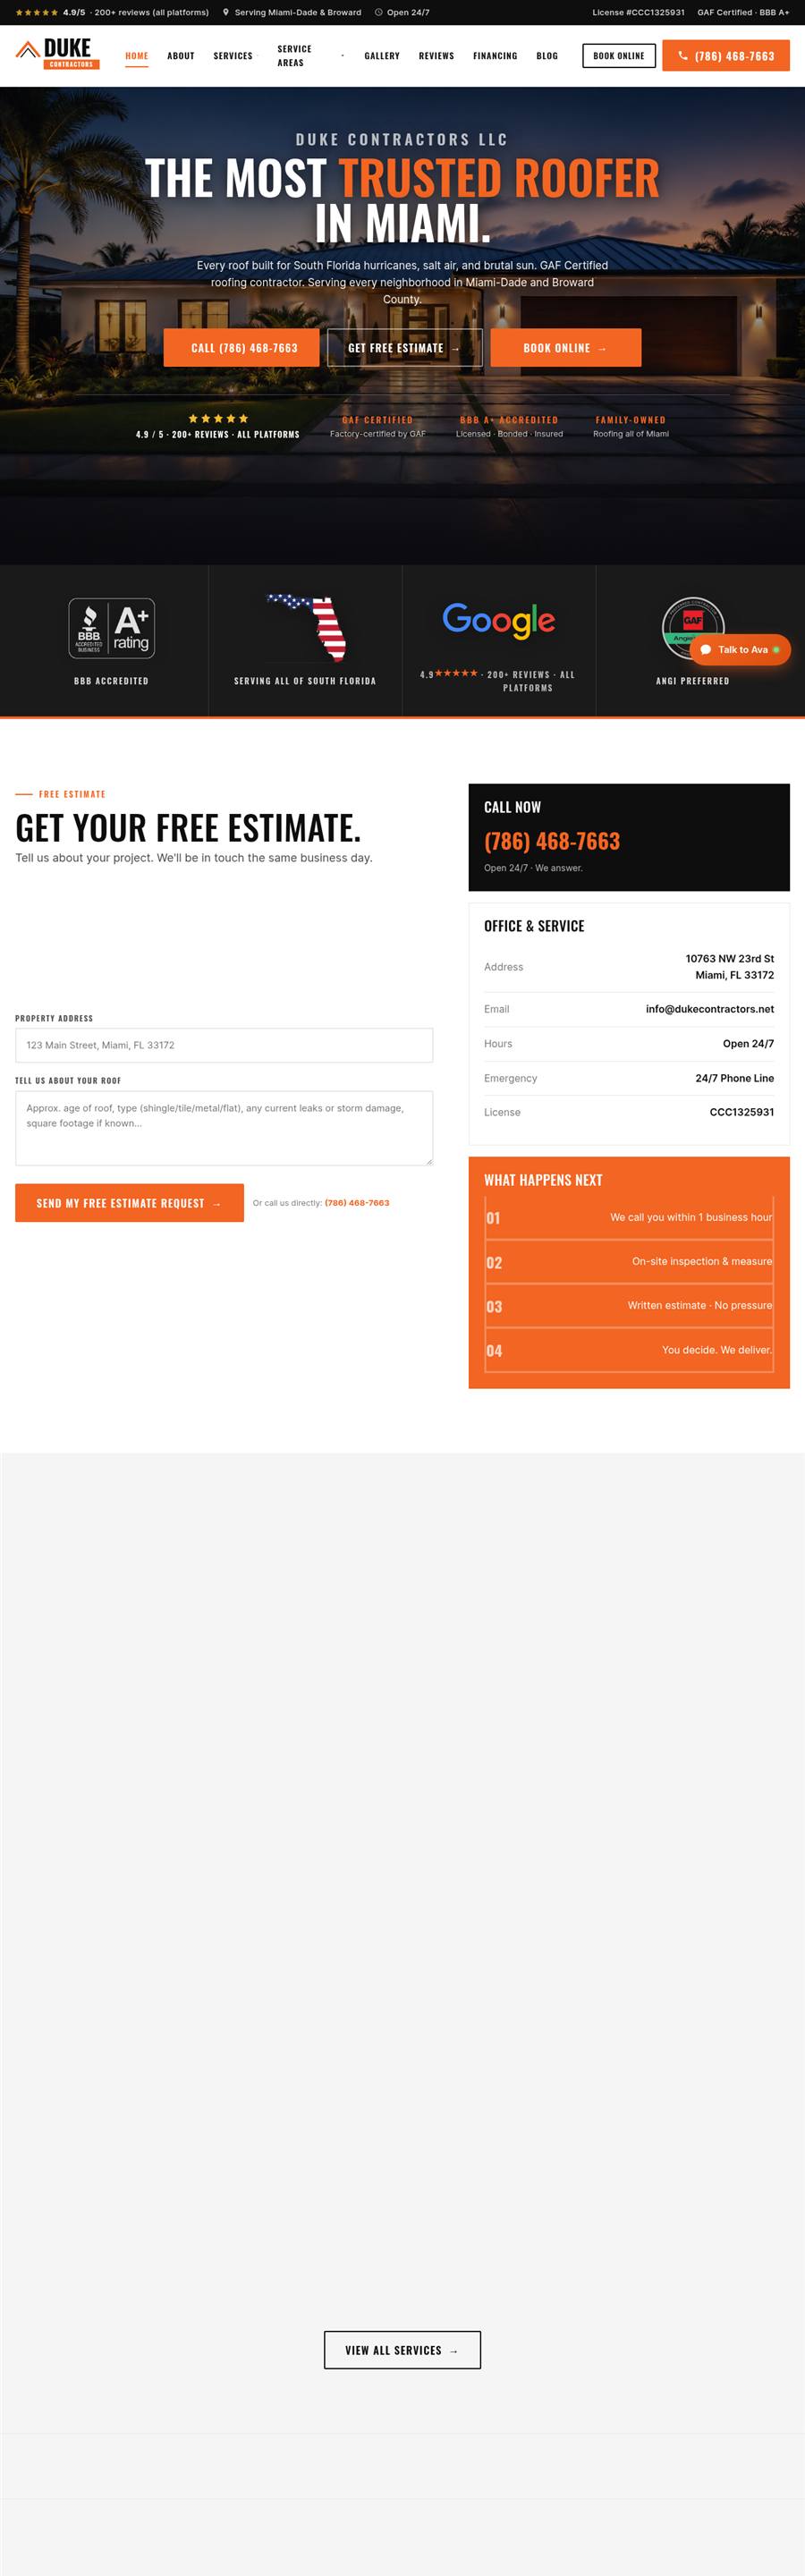 4.9/5 · 200+ reviews (all platforms) Serving Miami-Dade & Broward Open 24/7 License #CCC1325931 GAF Certified · BBB A+
DUKE
CONTRACTORS
HOME ABOUT SERVICES SERVICE AREAS GALLERY REVIEWS FINANCING BLOG BOOK ONLINE (786) 468-7663
DUKE CONTRACTORS LLC
THE MOST TRUSTED ROOFER
IN MIAMI.
Every roof built for South Florida hurricanes, salt air, and brutal sun. GAF Certified
roofing contractor. Serving every neighborhood in Miami-Dade and Broward
County.
CALL (786) 468-7663 GET FREE ESTIMATE → BOOK ONLINE →
★★★★★
4.9 / 5 · 200+ REVIEWS · ALL PLATFORMS
GAF CERTIFIED
Factory-certified by GAF
BBB A+ ACCREDITED
Licensed · Bonded · Insured
FAMILY-OWNED
Roofing all of Miami
BBB
ACCREDITED
BUSINESS
A+
rating
BBB ACCREDITED
SERVING ALL OF SOUTH FLORIDA
Google
4.9★★★★★ · 200+ REVIEWS · ALL
PLATFORMS
GAF
ANGI PREFERRED
Talk to Ava
FREE ESTIMATE
GET YOUR FREE ESTIMATE.
Tell us about your project. We'll be in touch the same business day.
PROPERTY ADDRESS
123 Main Street, Miami, FL 33172
TELL US ABOUT YOUR ROOF
Approx. age of roof, type (shingle/tile/metal/flat), any current leaks or storm damage,
square footage if known...
SEND MY FREE ESTIMATE REQUEST → Or call us directly: (786) 468-7663
CALL NOW
(786) 468-7663
Open 24/7 · We answer.
OFFICE & SERVICE
Address 10763 NW 23rd St
Miami, FL 33172
Email info@dukecontractors.net
Hours Open 24/7
Emergency 24/7 Phone Line
License CCC1325931
WHAT HAPPENS NEXT
01 We call you within 1 business hour
02 On-site inspection & measure
03 Written estimate · No pressure
04 You decide. We deliver.
VIEW ALL SERVICES →